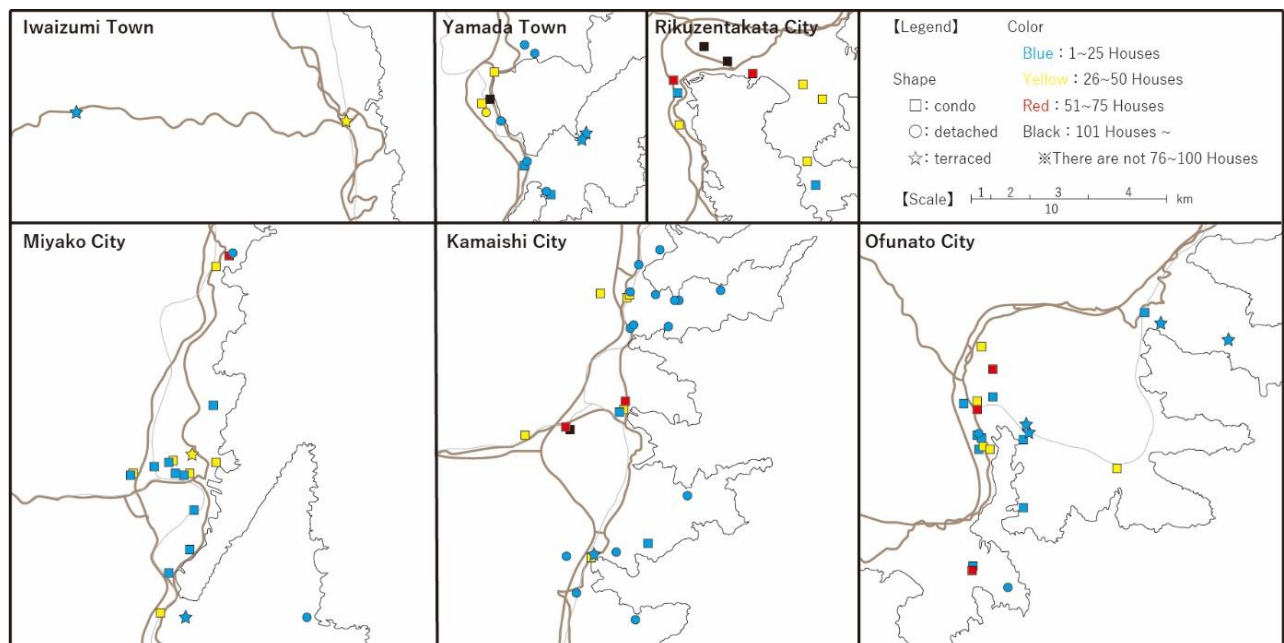 Iwaizumi Town
Yamada Town
Rikuzentakata City
【Legend】 Color
Blue : 1~25 Houses
Shape Yellow : 26~50 Houses
□: condo Red : 51~75 Houses
○: detached Black : 101 Houses ~
☆: terraced ※There are not 76~100 Houses
【Scale】 1 2 3 4 km
10
Miyako City
Kamaishi City
Ofunato City